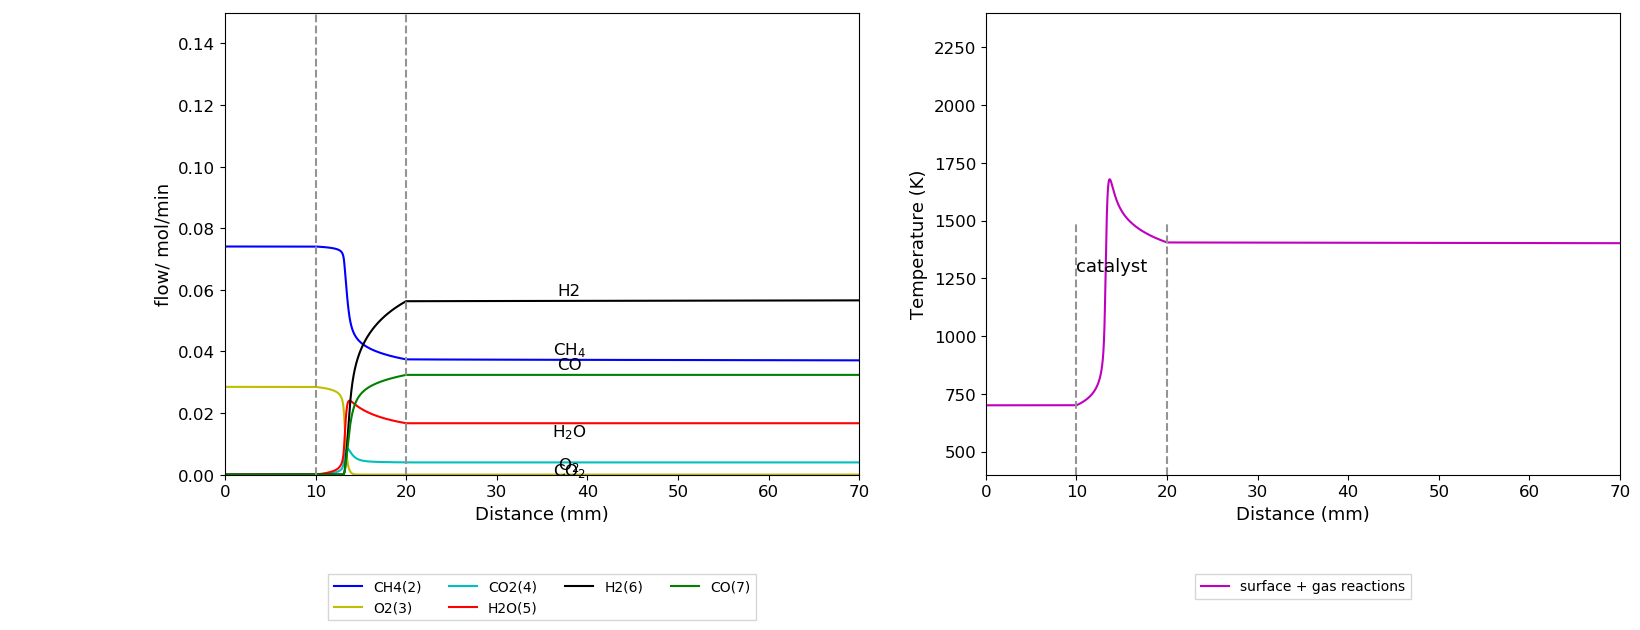 flow/ mol/min
0.14
0.12
0.10
0.08
0.06
0.04
0.02
0.00
H2
CH₄
CO
H₂O
O₂
CO₂
0 10 20 30 40 50 60 70
Distance (mm)
CH4(2) CO2(4) H2(6) CO(7)
O2(3) H2O(5)
Temperature (K)
2250
2000
1750
1500
1250
1000
750
500
catalyst
0 10 20 30 40 50 60 70
Distance (mm)
surface + gas reactions